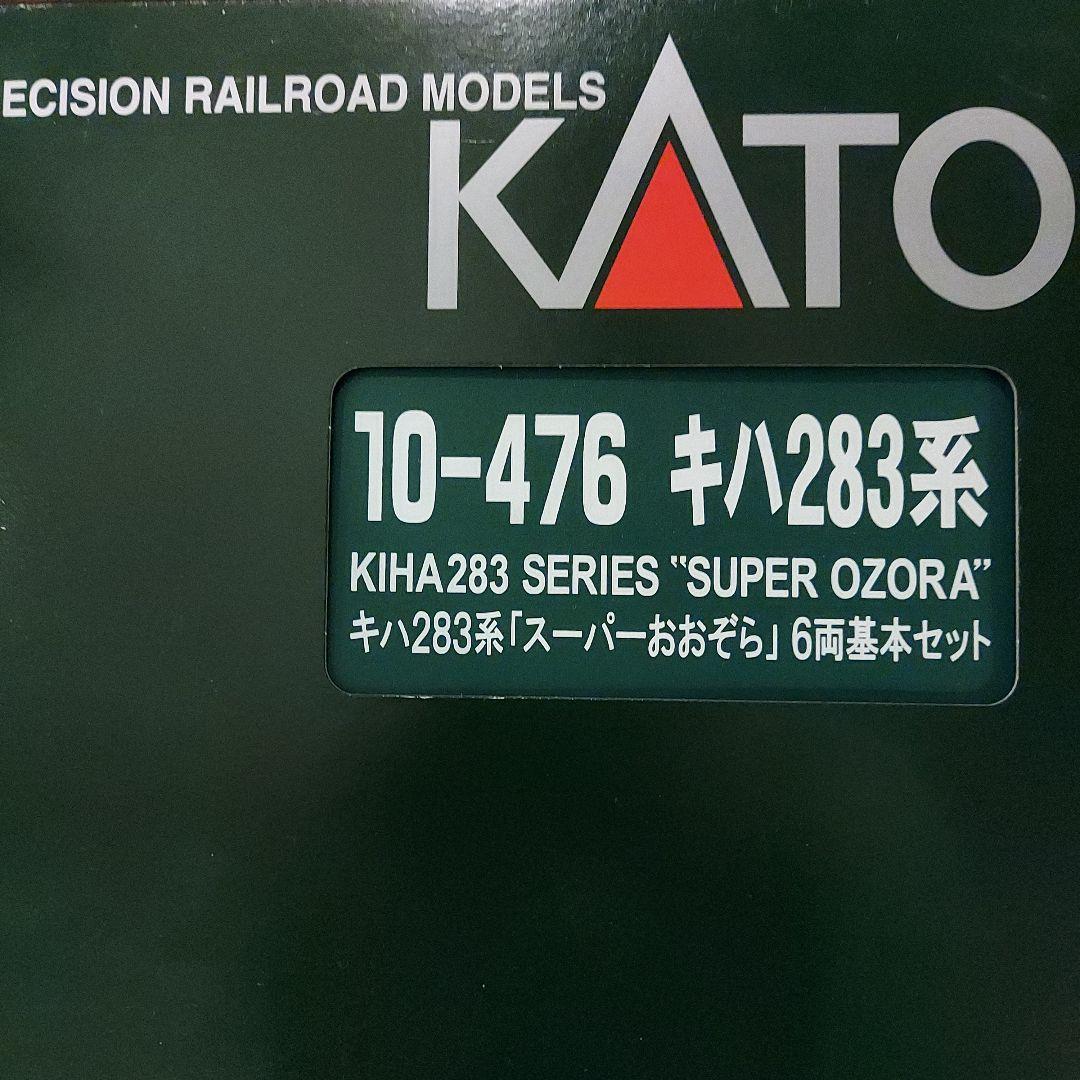 ECISION RAILROAD MODELS
KATO
10-476 キハ283系
KIHA283 SERIES "SUPER OZORA"
キハ283系「スーパーおおぞら」6両基本セット